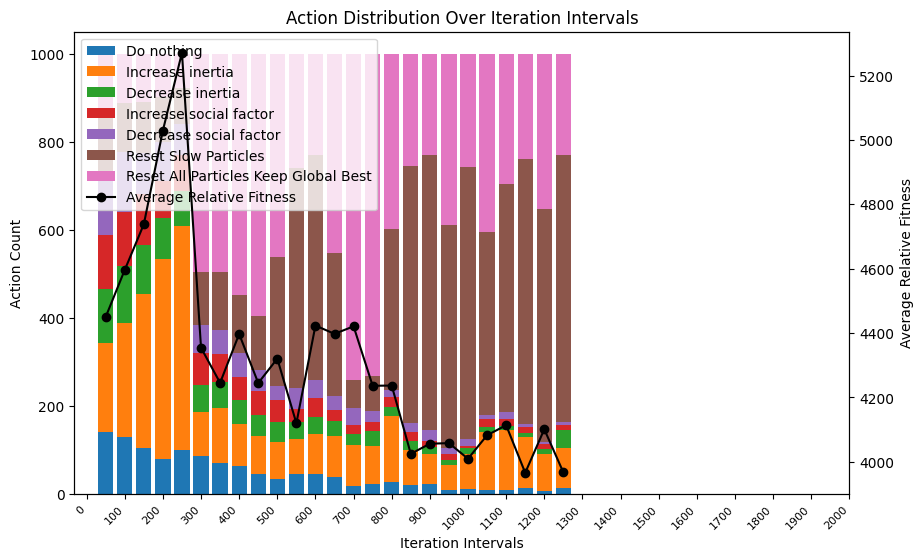 Action Distribution Over Iteration Intervals
Do nothing
Increase inertia
Decrease inertia
Increase social factor
Decrease social factor
Reset Slow Particles
Reset All Particles Keep Global Best
Average Relative Fitness
Action Count
1000
800
600
400
200
0
Average Relative Fitness
5200
5000
4800
4600
4400
4200
4000
0
100
200
300
400
500
600
700
800
900
1000
1100
1200
1300
1400
1500
1600
1700
1800
1900
2000
Iteration Intervals